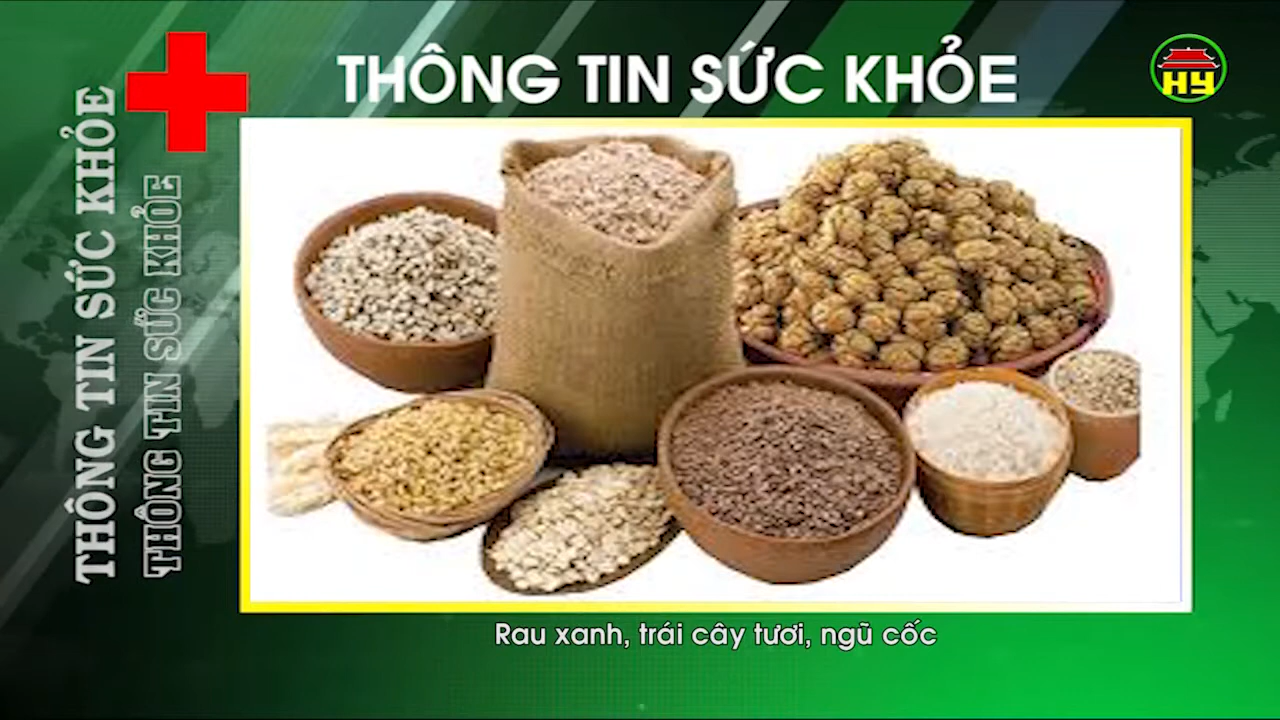 THÔNG TIN SỨC KHỎE
HY
THÔNG TIN SỨC KHỎE
THÔNG TIN SỨC KHỎE
Rau xanh, trái cây tươi, ngũ cốc